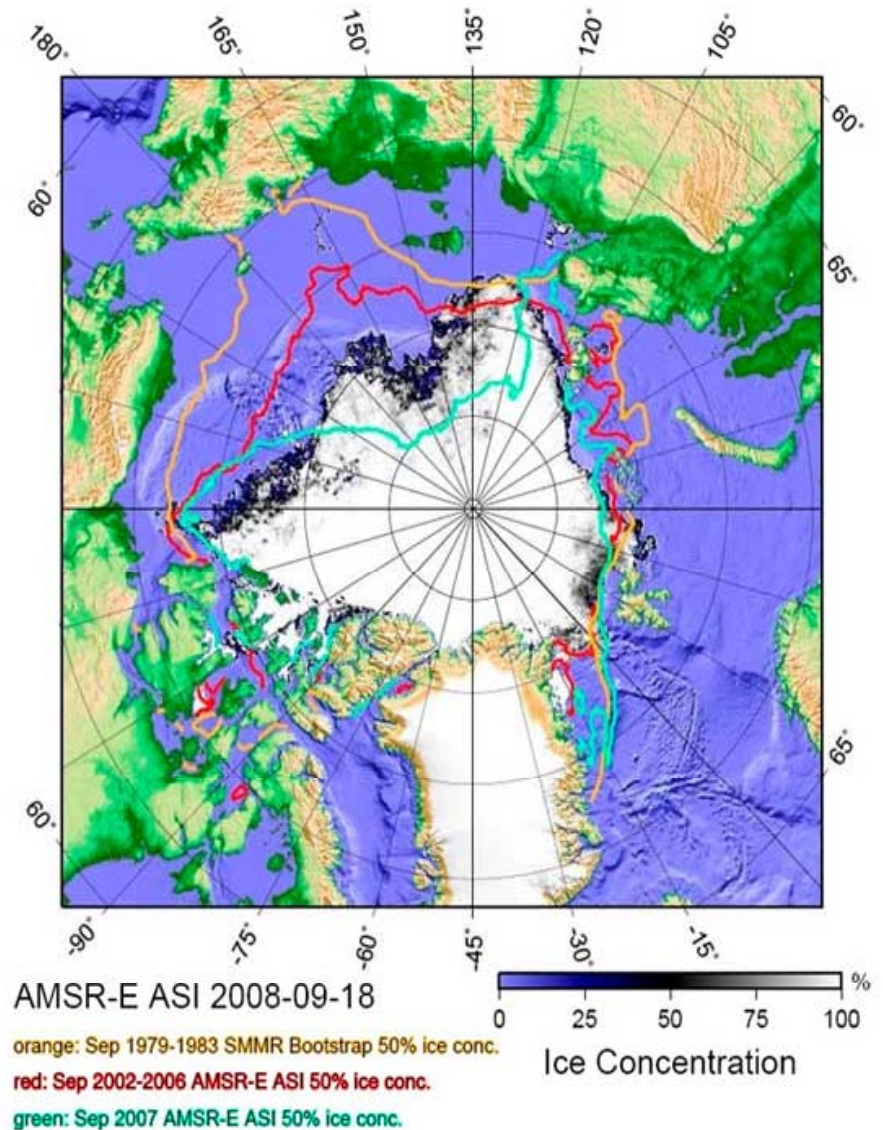 180° 165° 150° 135° 120° 105°
60° 60°
65°
65°
60°
-90° -75° -60° -45° -30° -15°
AMSR-E ASI 2008-09-18
%
0 25 50 75 100
Ice Concentration
orange: Sep 1979-1983 SMMR Bootstrap 50% ice conc.
red: Sep 2002-2006 AMSR-E ASI 50% ice conc.
green: Sep 2007 AMSR-E ASI 50% ice conc.